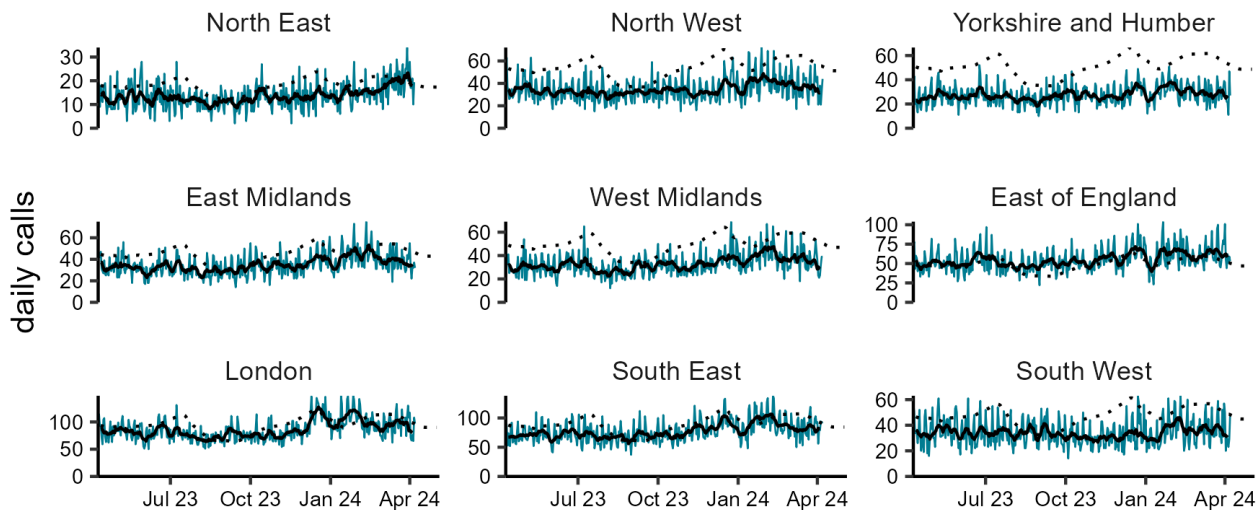 North East North West Yorkshire and Humber
30 60 60
20 40 40
10 20 20
0 0 0
East Midlands West Midlands East of England
60 60 100
40 40 75
20 20 50
0 0 25
0
daily calls
London South East South West
100 100 60
50 50 40
0 0 20
0
Jul 23 Oct 23 Jan 24 Apr 24 Jul 23 Oct 23 Jan 24 Apr 24 Jul 23 Oct 23 Jan 24 Apr 24